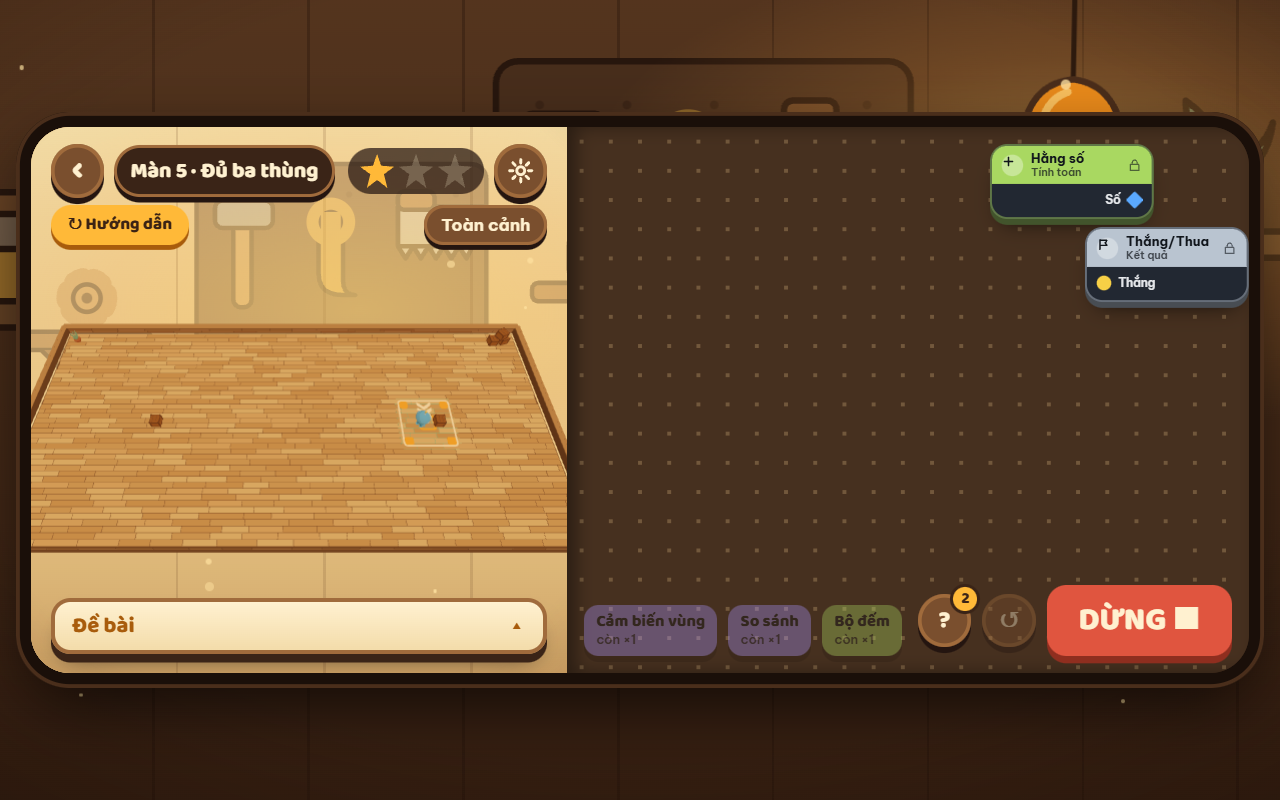 Màn 5 • Đủ ba thùng
↻ Hướng dẫn
Toàn cảnh
Đề bài
Hằng số
Tính toán
Số
Thắng/Thua
Kết quả
Thắng
Cảm biến vùng
còn ×1
So sánh
còn ×1
Bộ đếm
còn ×1
?
2
DỪNG